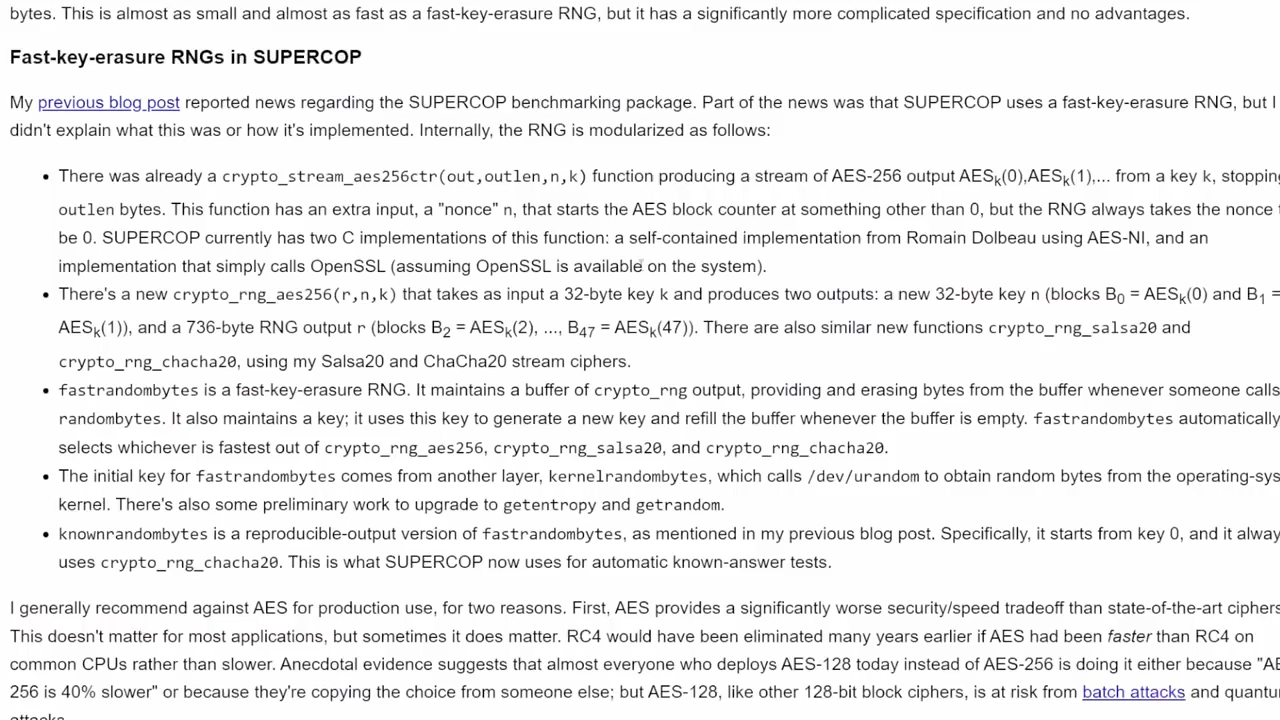 bytes. This is almost as small and almost as fast as a fast-key-erasure RNG, but it has a significantly more complicated specification and no advantages.
Fast-key-erasure RNGs in SUPERCOP
My previous blog post reported news regarding the SUPERCOP benchmarking package. Part of the news was that SUPERCOP uses a fast-key-erasure RNG, but I
didn't explain what this was or how it's implemented. Internally, the RNG is modularized as follows:
• There was already a crypto_stream_aes256ctr(out,outlen,n,k) function producing a stream of AES-256 output AESk(0),AESk(1),... from a key k, stopping
outlen bytes. This function has an extra input, a "nonce" n, that starts the AES block counter at something other than 0, but the RNG always takes the nonce
be 0. SUPERCOP currently has two C implementations of this function: a self-contained implementation from Romain Dolbeau using AES-NI, and an
implementation that simply calls OpenSSL (assuming OpenSSL is available on the system).
• There's a new crypto_rng_aes256(r,n,k) that takes as input a 32-byte key k and produces two outputs: a new 32-byte key n (blocks B0 = AESk(0) and B1 =
AESk(1)), and a 736-byte RNG output r (blocks B2 = AESk(2), ..., B47 = AESk(47)). There are also similar new functions crypto_rng_salsa20 and
crypto_rng_chacha20, using my Salsa20 and ChaCha20 stream ciphers.
• fastrandombytes is a fast-key-erasure RNG. It maintains a buffer of crypto_rng output, providing and erasing bytes from the buffer whenever someone calls
randombytes. It also maintains a key; it uses this key to generate a new key and refill the buffer whenever the buffer is empty. fastrandombytes automatically
selects whichever is fastest out of crypto_rng_aes256, crypto_rng_salsa20, and crypto_rng_chacha20.
• The initial key for fastrandombytes comes from another layer, kernelrandombytes, which calls /dev/urandom to obtain random bytes from the operating-sys
kernel. There's also some preliminary work to upgrade to getentropy and getrandom.
• knownrandombytes is a reproducible-output version of fastrandombytes, as mentioned in my previous blog post. Specifically, it starts from key 0, and it alway
uses crypto_rng_chacha20. This is what SUPERCOP now uses for automatic known-answer tests.
I generally recommend against AES for production use, for two reasons. First, AES provides a significantly worse security/speed tradeoff than state-of-the-art ciphers
This doesn't matter for most applications, but sometimes it does matter. RC4 would have been eliminated many years earlier if AES had been faster than RC4 on
common CPUs rather than slower. Anecdotal evidence suggests that almost everyone who deploys AES-128 today instead of AES-256 is doing it either because "AE
256 is 40% slower" or because they're copying the choice from someone else; but AES-128, like other 128-bit block ciphers, is at risk from batch attacks and quantu
attacks.